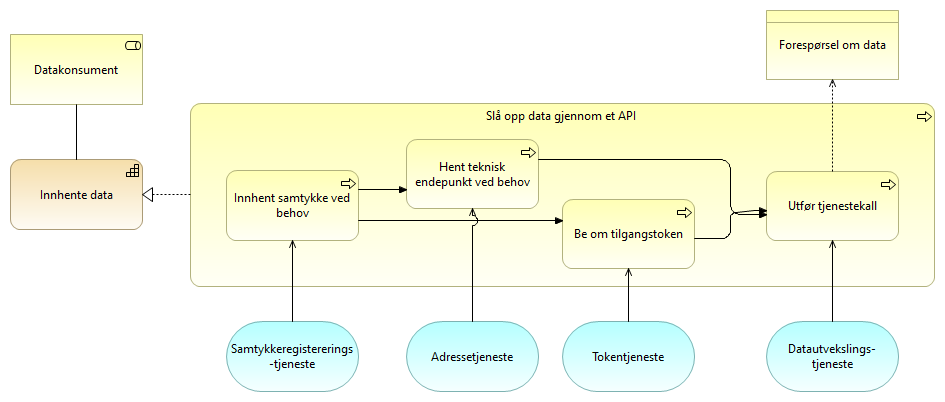 Datakonsument
Innhente data
Forespørsel om data
Slå opp data gjennom et API
Innhent samtykke ved
behov
Hent teknisk
endepunkt ved behov
Be om tilgangstoken
Utfør tjenestekall
Samtykkeregistererings
-tjeneste
Adressetjeneste
Tokentjeneste
Datautvekslings-
tjeneste